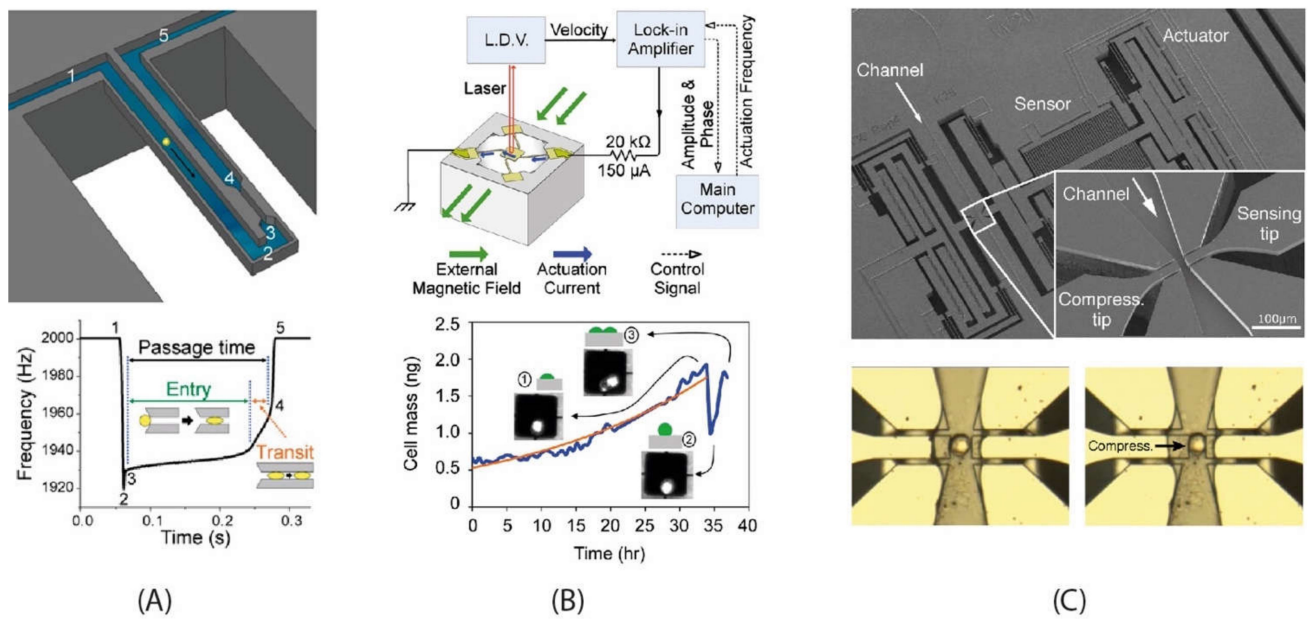 (A)
1
5
4
3
2
Frequency (Hz)
2000
1980
1960
1940
1920
1
5
Passage time
Entry
4
Transit
3
2
0.0
0.1
0.2
0.3
Time (s)
(B)
L.D.V.
Velocity
Lock-in
Amplifier
Laser
20 kΩ
150 µA
Amplitude &
Phase
Actuation Frequency
Main
Computer
External
Magnetic Field
Actuation
Current
Control
Signal
Cell mass (ng)
2.5
2.0
1.5
1.0
0.5
0
①
③
②
0
5
10
15
20
25
30
35
40
Time (hr)
(C)
Actuator
Channel
Sensor
Channel
Sensing
tip
Compress.
tip
100µm
Compress.